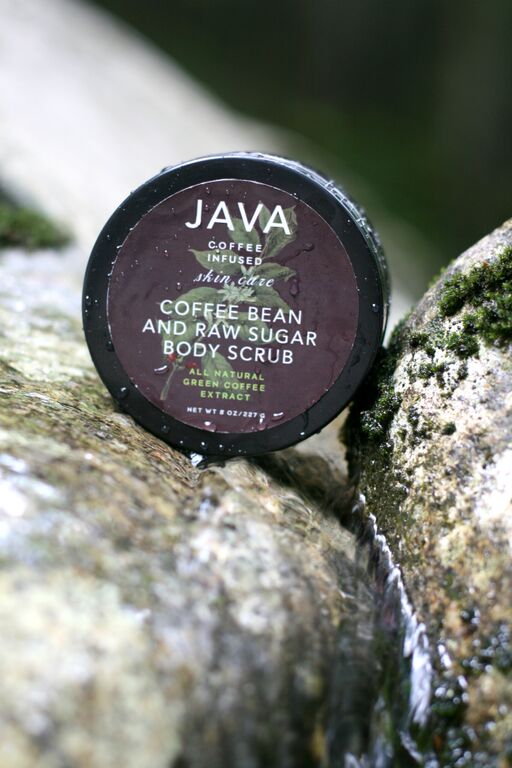 JAVA
COFFEE
INFUSED
skin care
COFFEE BEAN
AND RAW SUGAR
BODY SCRUB
ALL NATURAL
GREEN COFFEE
EXTRACT
NET WT 8 OZ/227 G